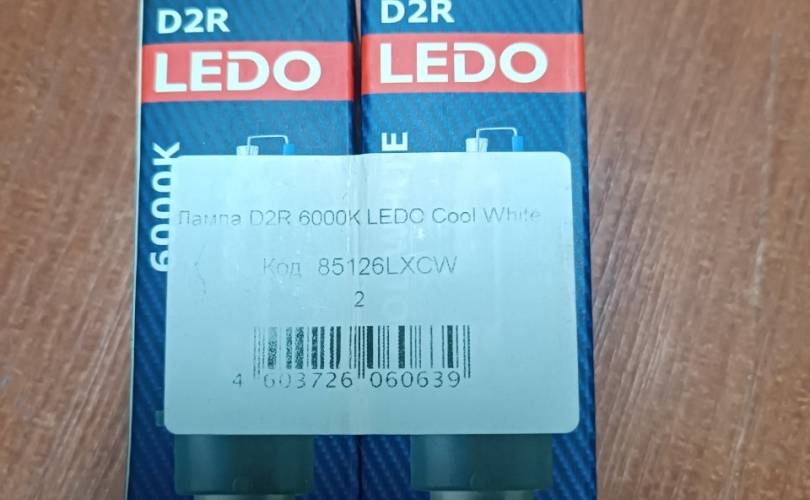 D2R
D2R
LEDO
LEDO
6000K
Лампа D2R 6000K LEDO Cool White
Код 85126LXCW
2
4 603726 060639